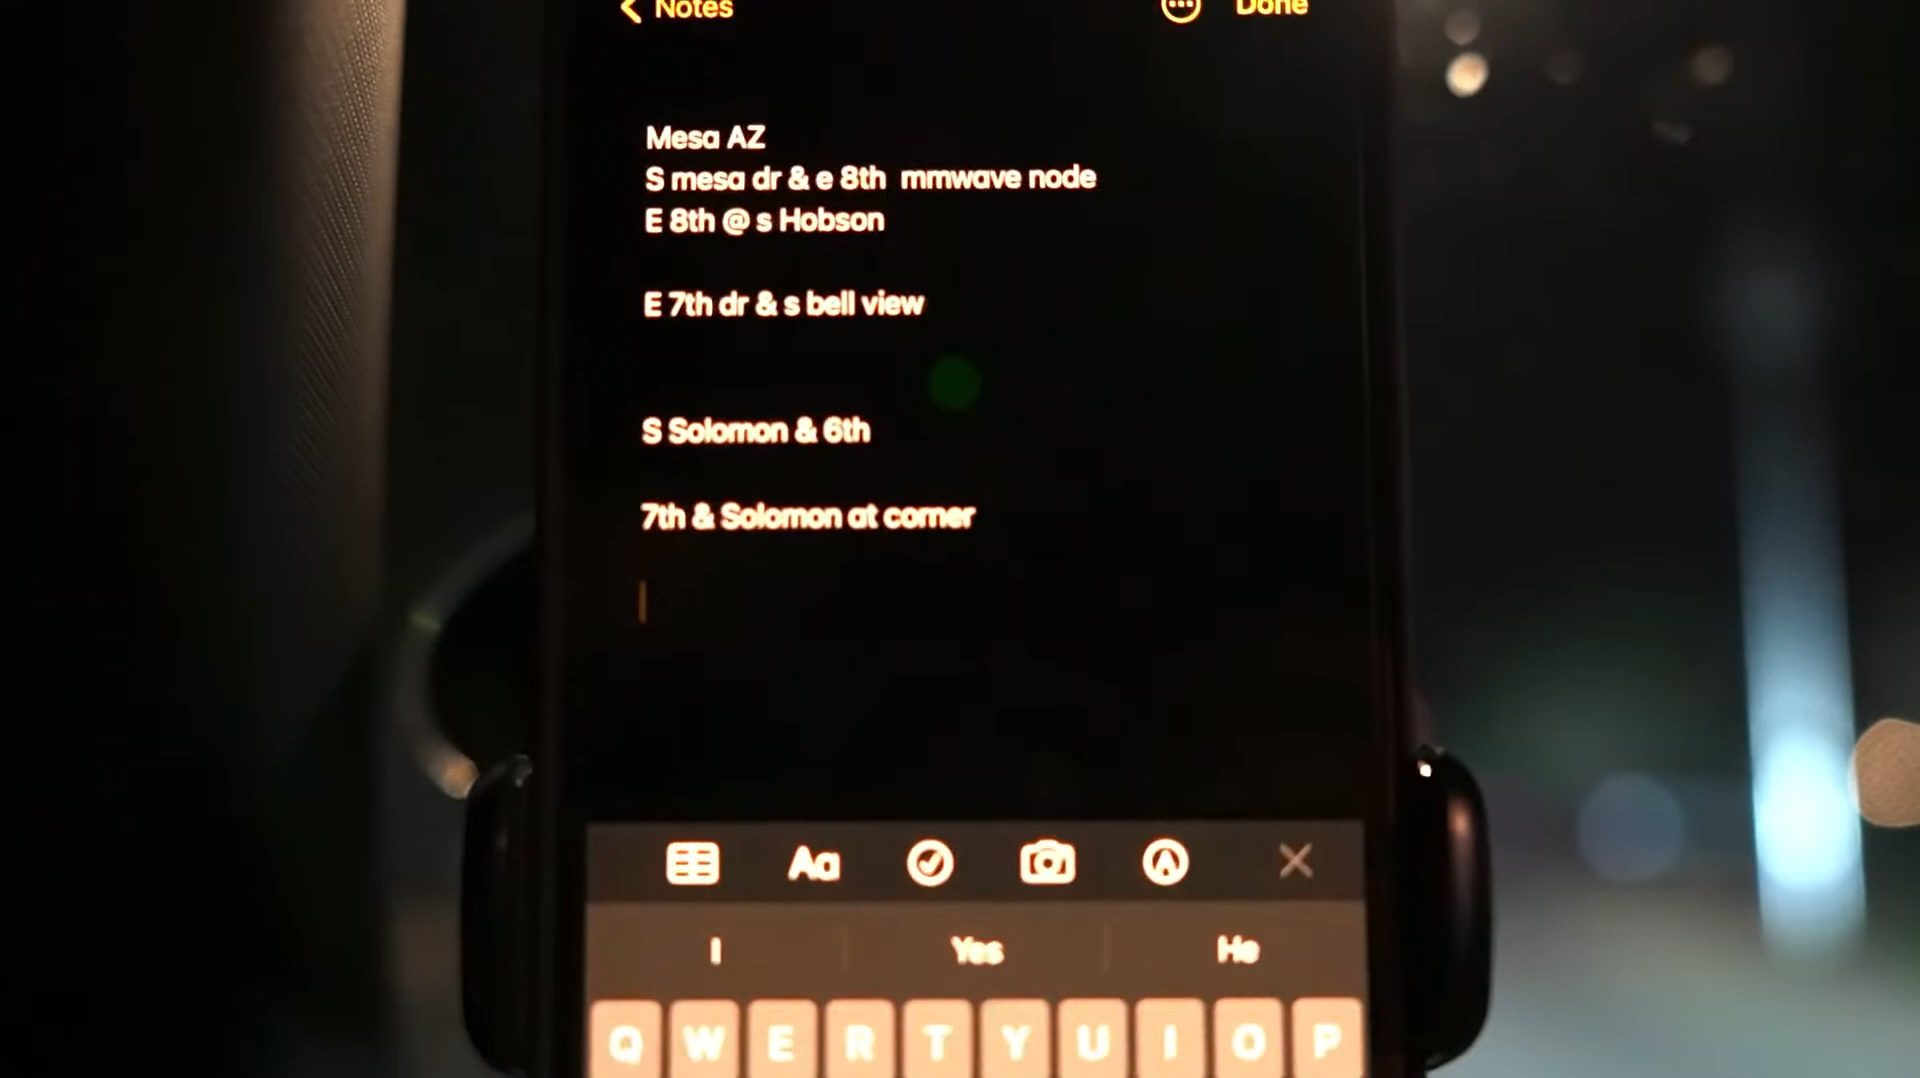 Notes
Done
Mesa AZ
S mesa dr & e 8th mmwave node
E 8th @ s Hobson
E 7th dr & s bell view
S Solomon & 6th
7th & Solomon at corner
Aa
I Yes He
Q W E R T Y U I O P